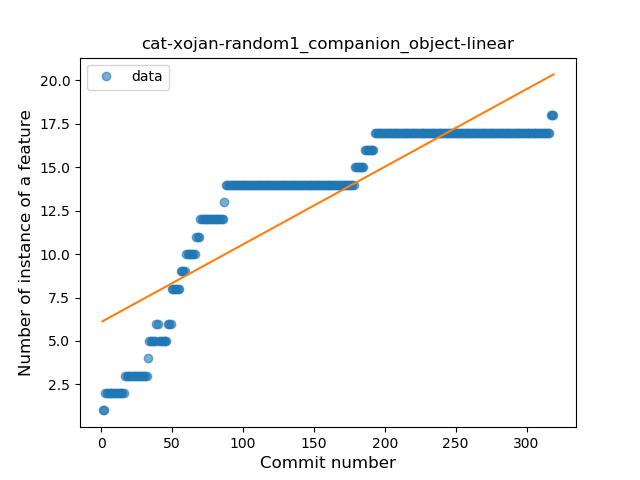 cat-xojan-random1_companion_object-linear
data
Number of instance of a feature
20.0
17.5
15.0
12.5
10.0
7.5
5.0
2.5
0 50 100 150 200 250 300
Commit number